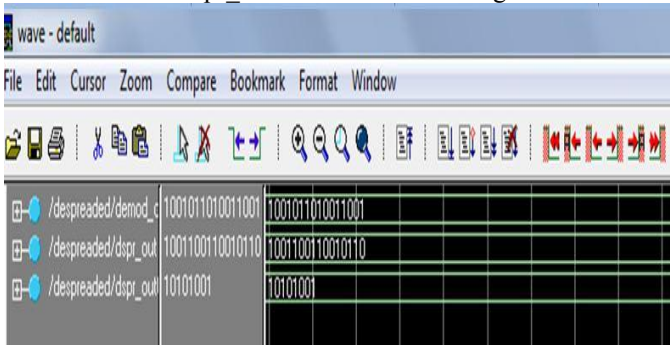 wave - default
File Edit Cursor Zoom Compare Bookmark Format Window
/despreaded/demod_c 1001011010011001 1001011010011001
/despreaded/dspr_out 1001100110010110 1001100110010110
/despreaded/dspr_out 10101001 10101001